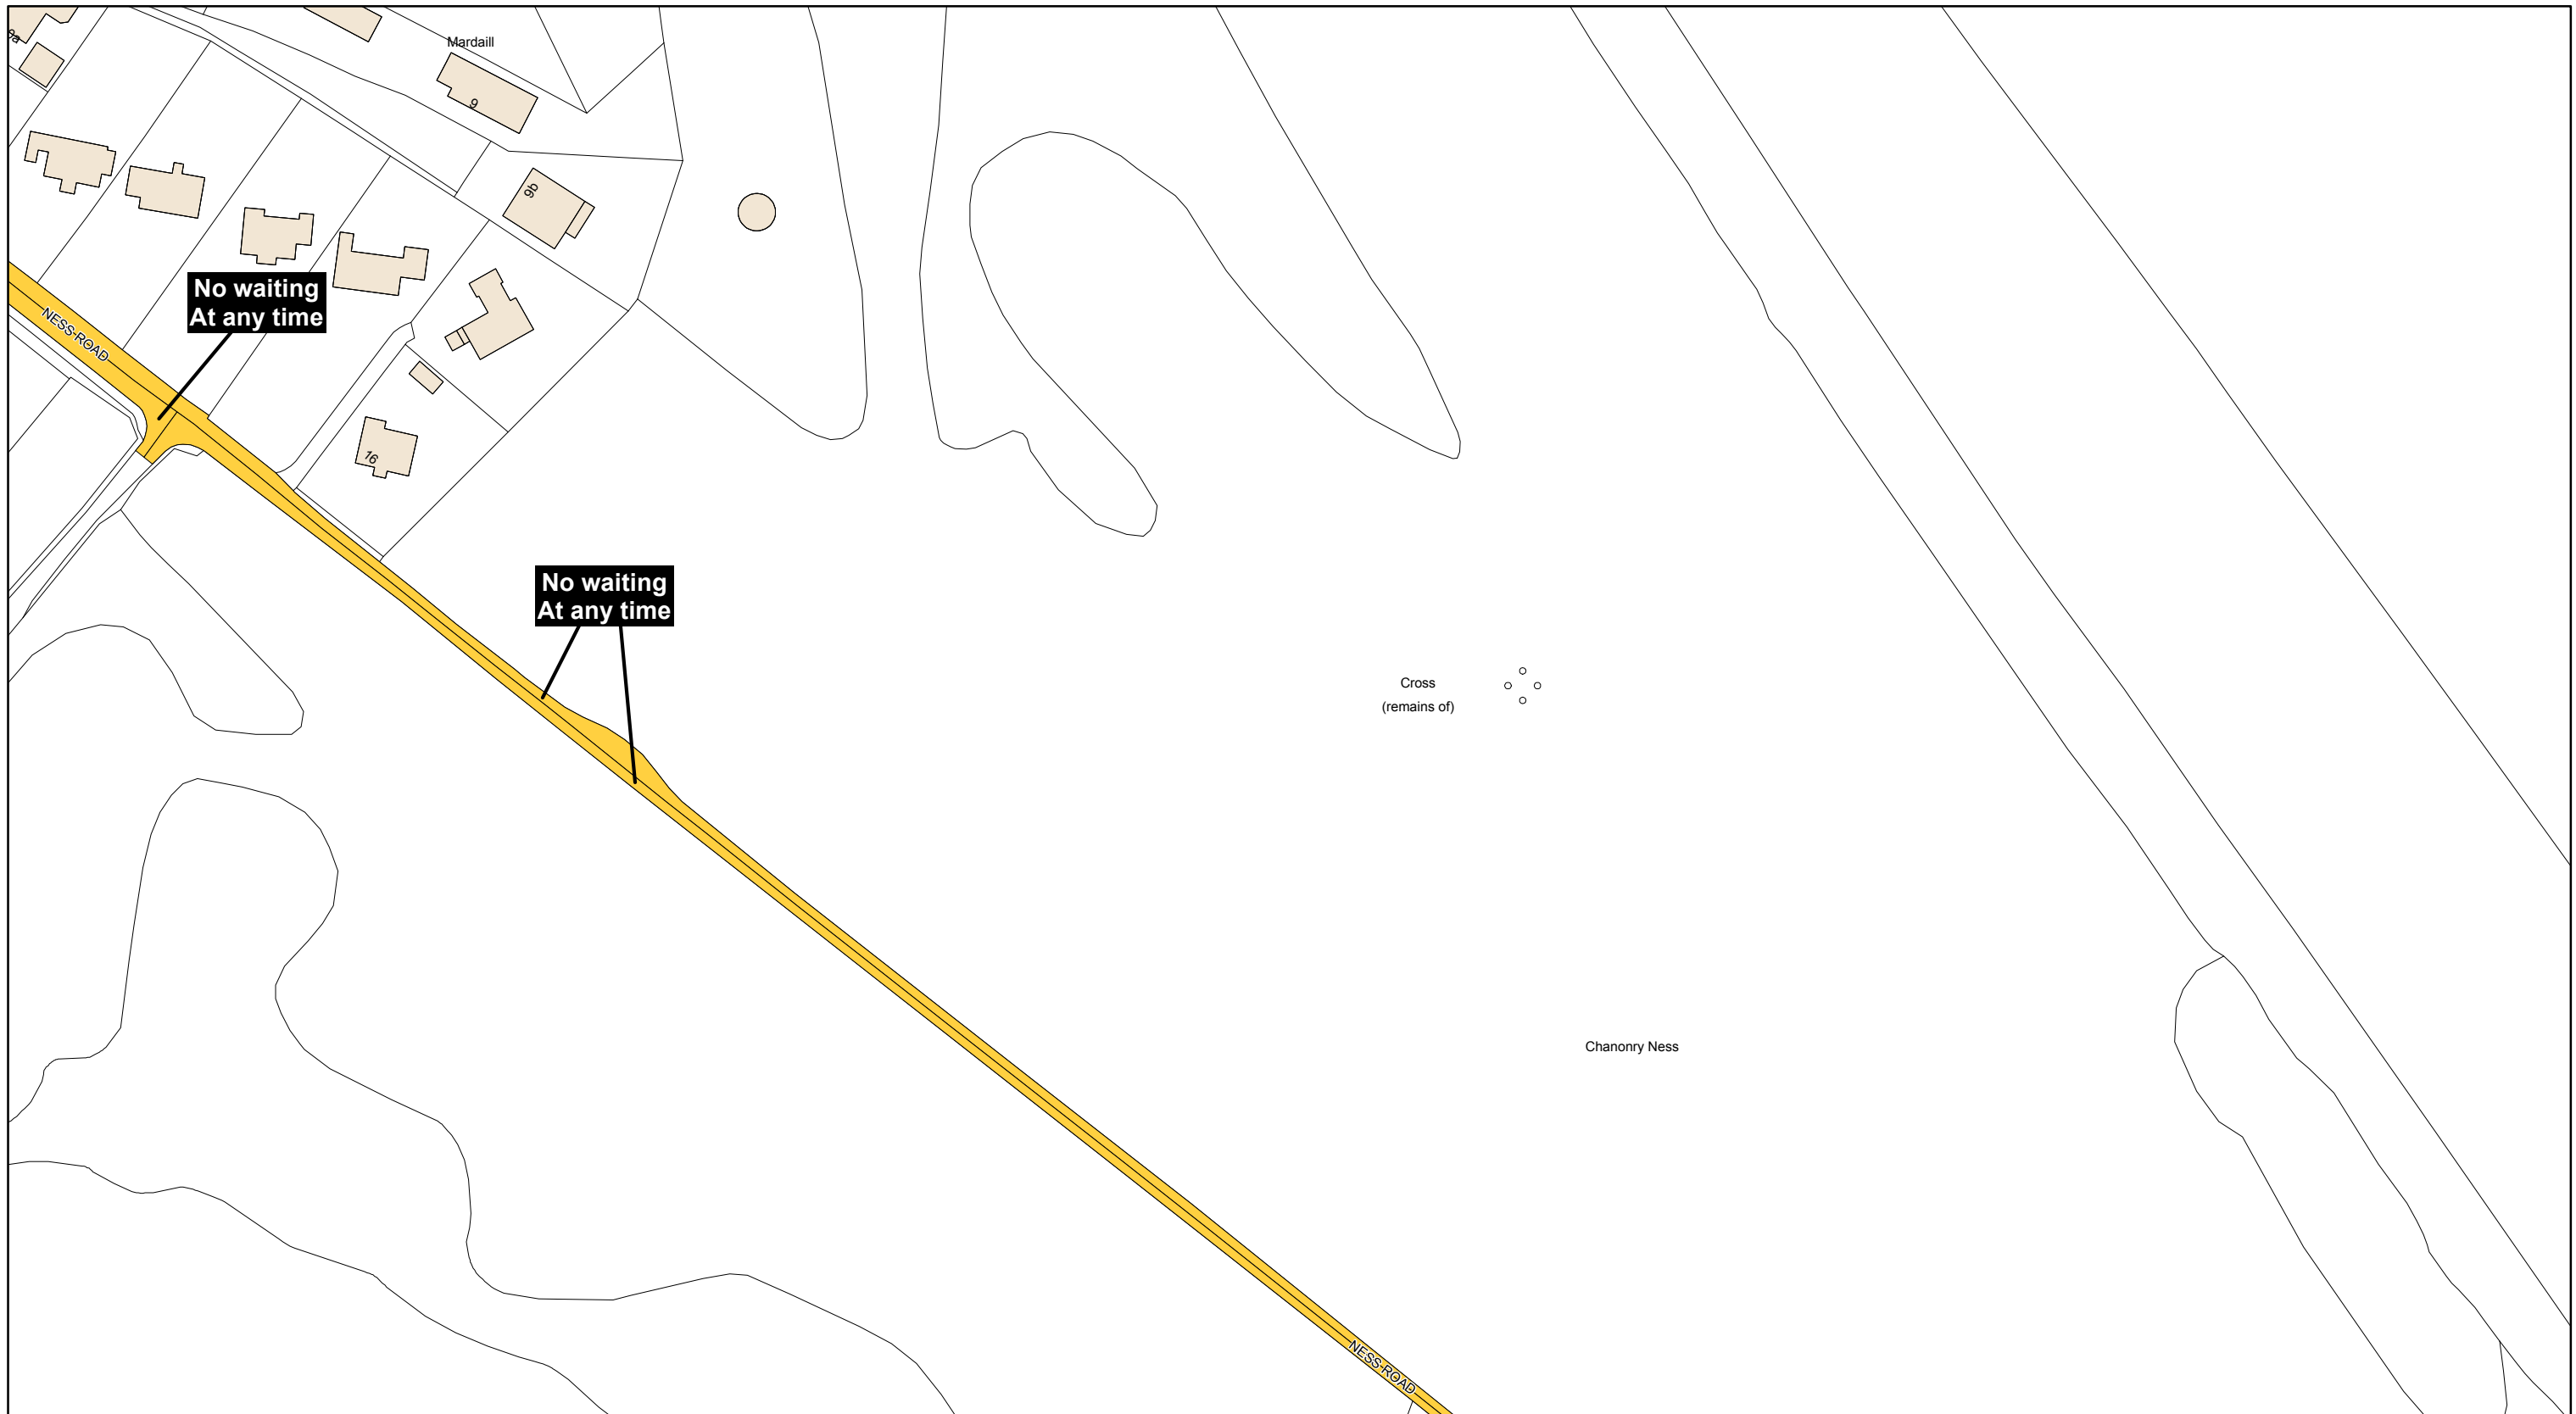 9a
Mardaill
9
9b
No waiting
At any time
NESS ROAD
16
No waiting
At any time
Cross
(remains of)
Chanonry Ness
NESS ROAD